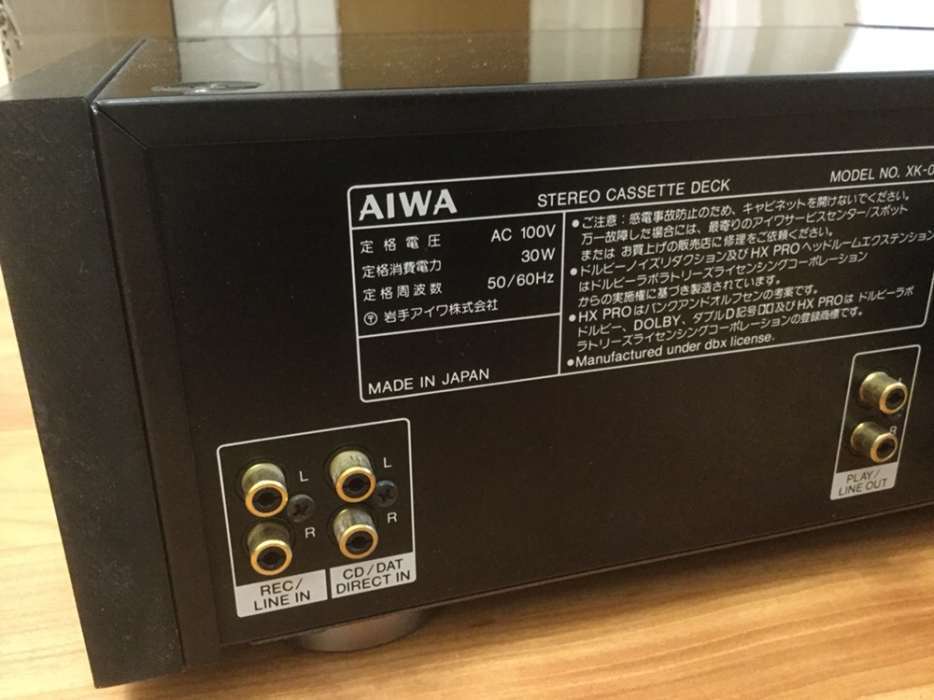 AIWA
STEREO CASSETTE DECK
MODEL NO. XK-0
定格電圧 AC 100V
定格消費電力 30W
定格周波数 50/60Hz
〒 岩手アイワ株式会社
MADE IN JAPAN
●ご注意:感電事故防止のため、キャビネットを開けないでください。
万一故障した場合には、最寄りのアイワサービスセンター/スポット
または お買上げの販売店に修理をご依頼ください。
●ドルビーノイズリダクション及び HX PRO ヘッドルームエクステンション
はドルビーラボラトリーズライセンシングコーポレーション
からの実施権に基づき製造されています。
●HX PROはバングアンドオルフセンの考案です。
ドルビー、DOLBY、ダブルD記号及びHX PROは ドルビーラボ
ラトリーズライセンシングコーポレーションの登録商標です。
●Manufactured under dbx license.
L
R
REC/
LINE IN
L
R
CD/DAT
DIRECT IN
R
PLAY/
LINE OUT